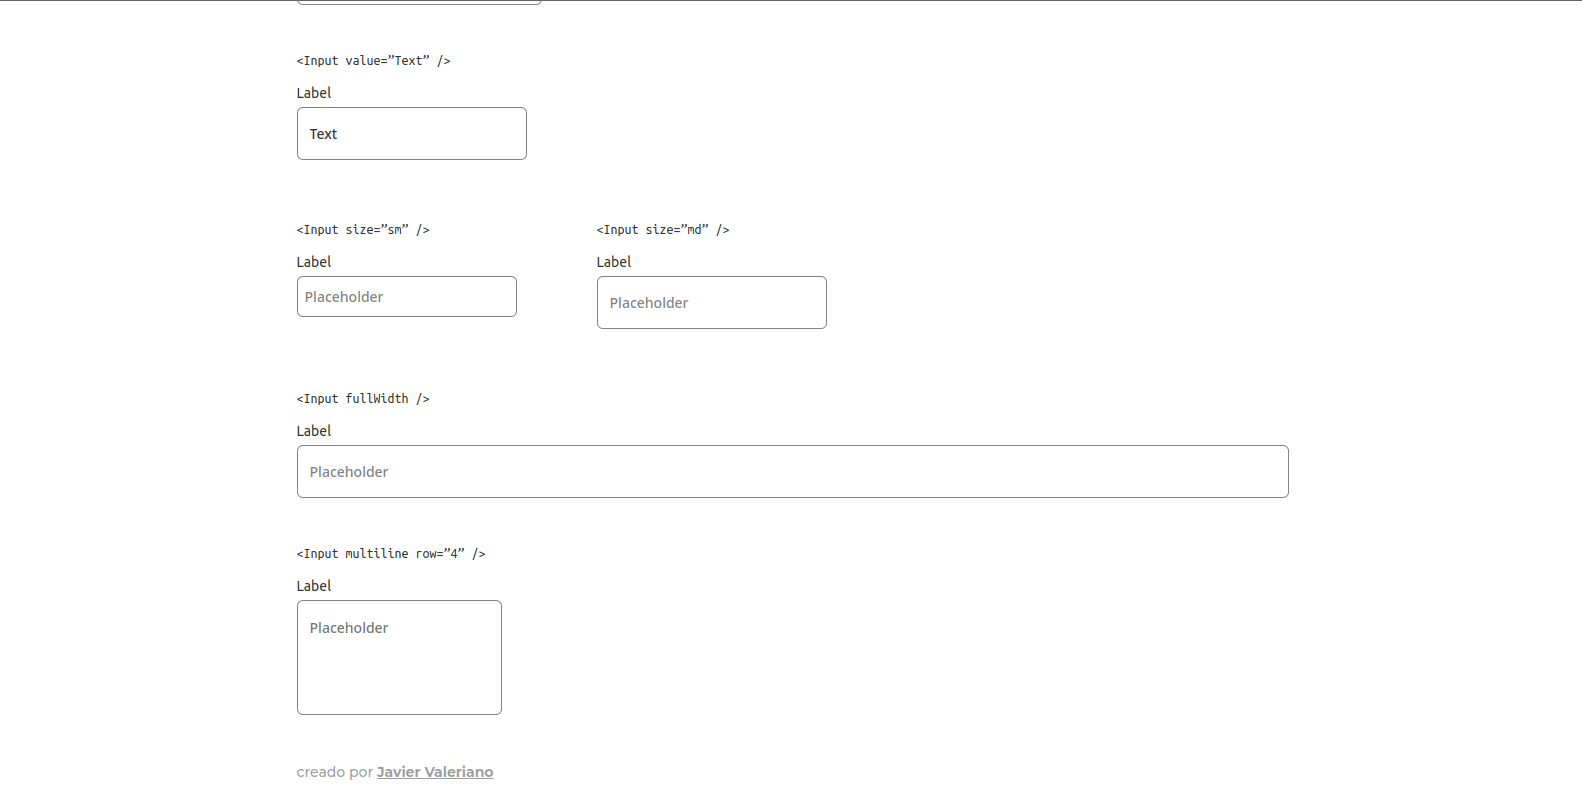 <Input value=”Text” />
Label
Text
<Input size=”sm” />
Label
Placeholder
<Input size=”md” />
Label
Placeholder
<Input fullWidth />
Label
Placeholder
<Input multiline row=”4” />
Label
Placeholder
creado por Javier Valeriano